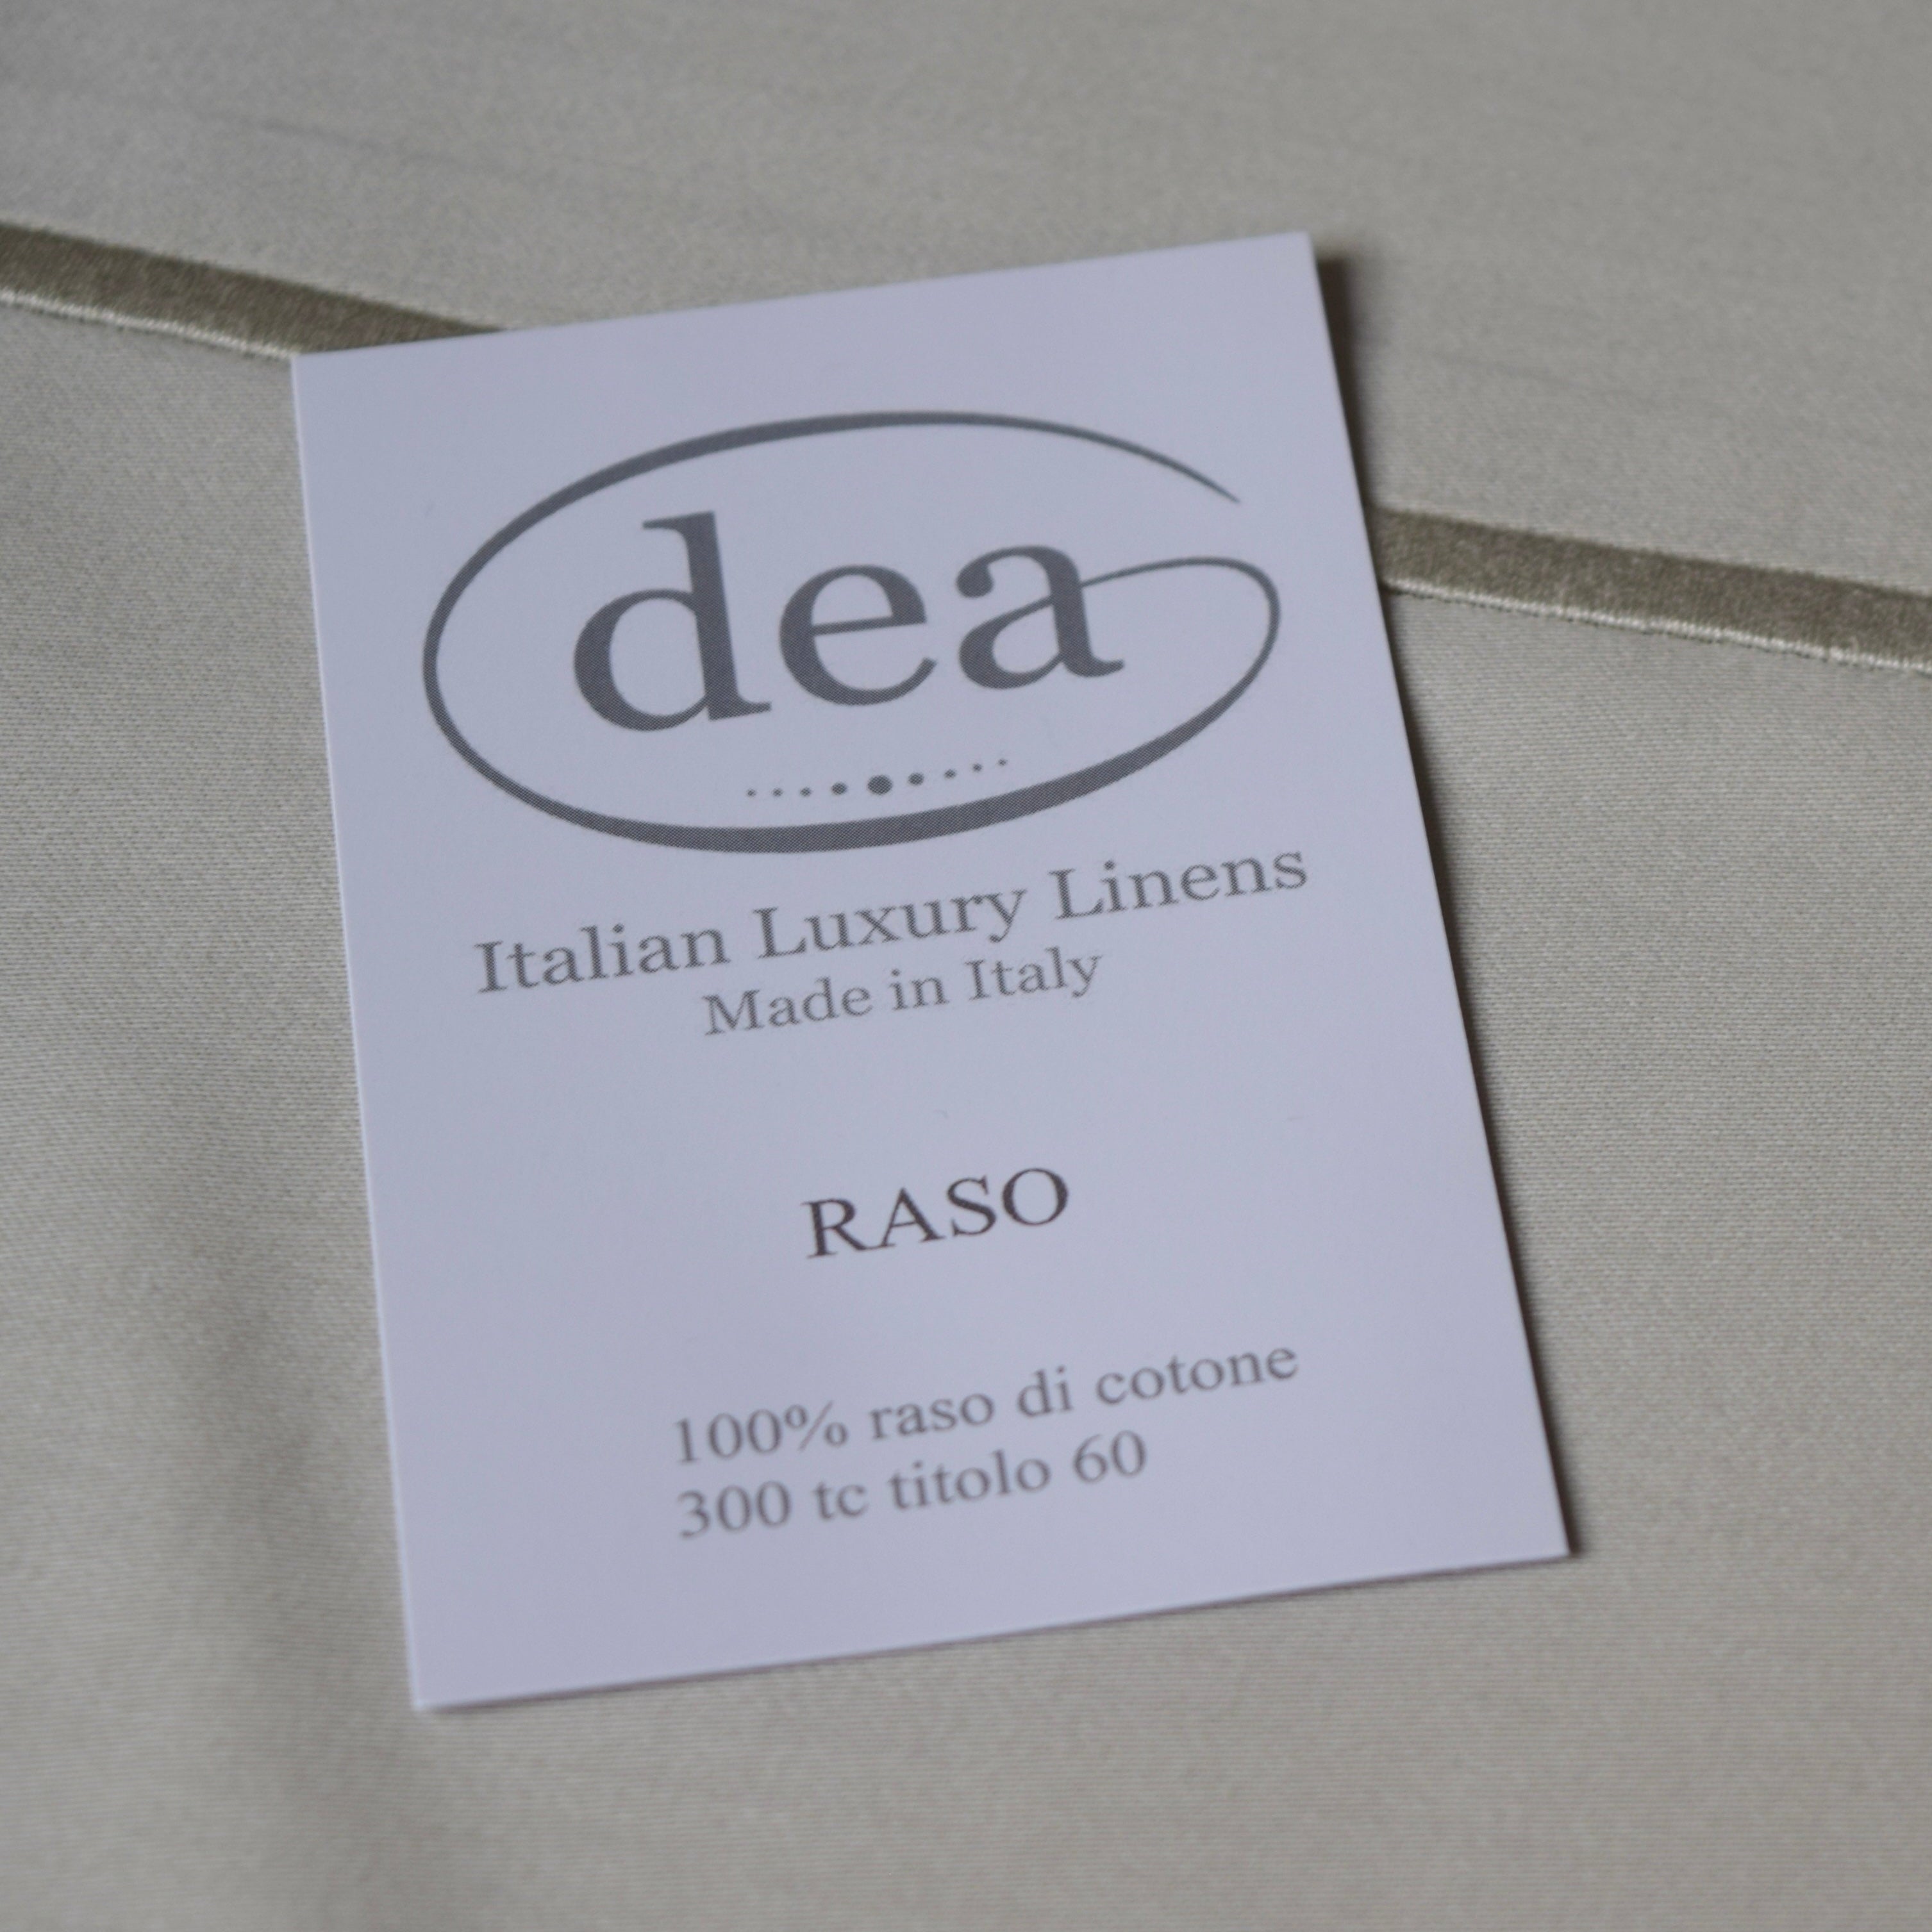 dea
Italian Luxury Linens
Made in Italy
RASO
100% raso di cotone
300 tc titolo 60